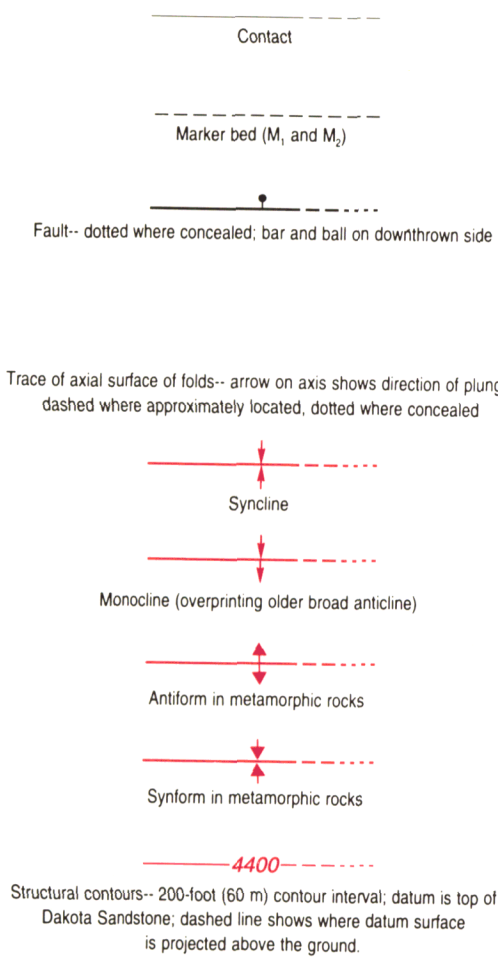 Contact
Marker bed (M₁ and M₂)
Fault-- dotted where concealed; bar and ball on downthrown side
Trace of axial surface of folds-- arrow on axis shows direction of plung
dashed where approximately located, dotted where concealed
Syncline
Monocline (overprinting older broad anticline)
Antiform in metamorphic rocks
Synform in metamorphic rocks
4400
Structural contours-- 200-foot (60 m) contour interval; datum is top of
Dakota Sandstone; dashed line shows where datum surface
is projected above the ground.